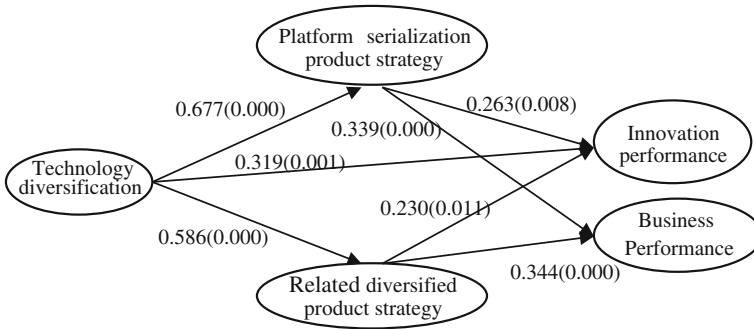 Platform serialization
product strategy
0.677(0.000)
0.263(0.008)
0.339(0.000)
Innovation
performance
Technology
diversification
0.319(0.001)
0.230(0.011)
0.586(0.000)
Business
Performance
0.344(0.000)
Related diversified
product strategy